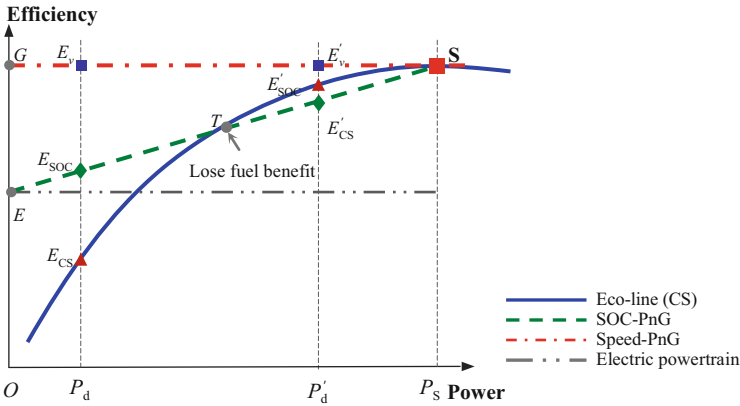 Efficiency
G
E_v
E'_v
S
E'_SOC
T
E'_CS
E_SOC
Lose fuel benefit
E
E_CS
Eco-line (CS)
SOC-PnG
Speed-PnG
Electric powertrain
O
P_d
P'_d
P_S
Power